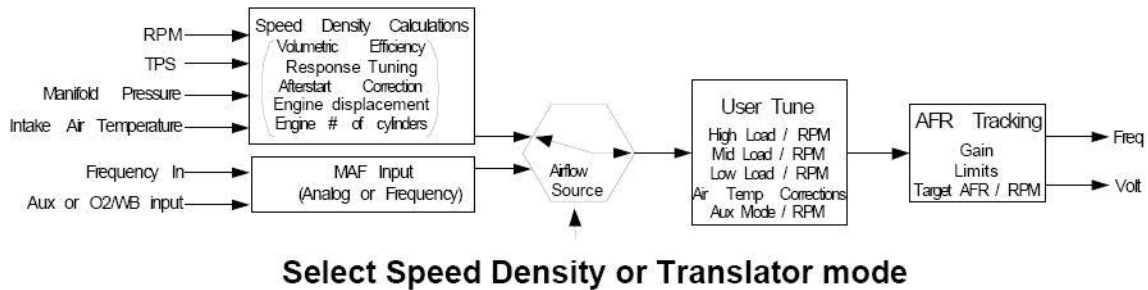 RPM
TPS
Manifold Pressure
Intake Air Temperature
Speed Density Calculations
Volumetric Efficiency
Response Tuning
Afterstart Correction
Engine displacement
Engine # of cylinders
Frequency In
Aux or O2/WB input
MAF Input
(Analog or Frequency)
Airflow
Source
User Tune
High Load / RPM
Mid Load / RPM
Low Load / RPM
Air Temp Corrections
Aux Mode / RPM
AFR Tracking
Gain
Limits
Target AFR / RPM
Freq
Volt
Select Speed Density or Translator mode